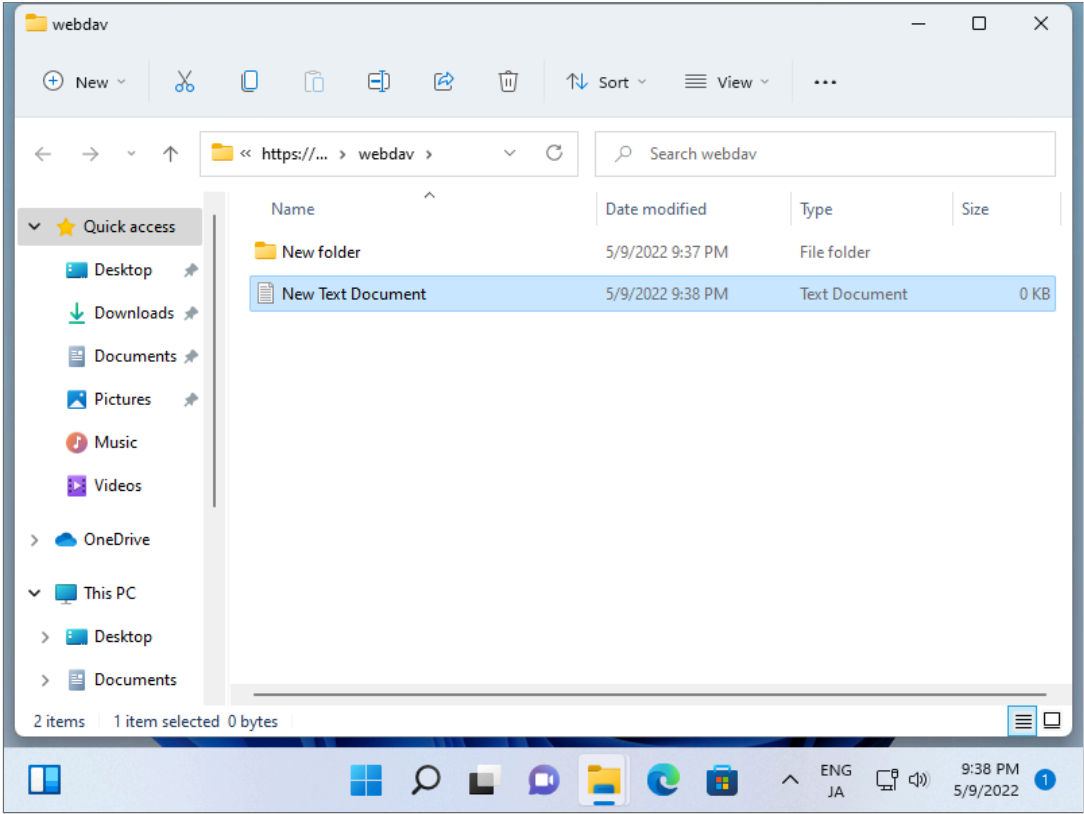 webdav
New
Sort
View
« https://... > webdav >
Search webdav
Name
Date modified
Type
Size
Quick access
Desktop
Downloads
Documents
Pictures
Music
Videos
OneDrive
This PC
Desktop
Documents
New folder 5/9/2022 9:37 PM File folder
New Text Document 5/9/2022 9:38 PM Text Document 0 KB
2 items 1 item selected 0 bytes
ENG
JA
9:38 PM
5/9/2022
1